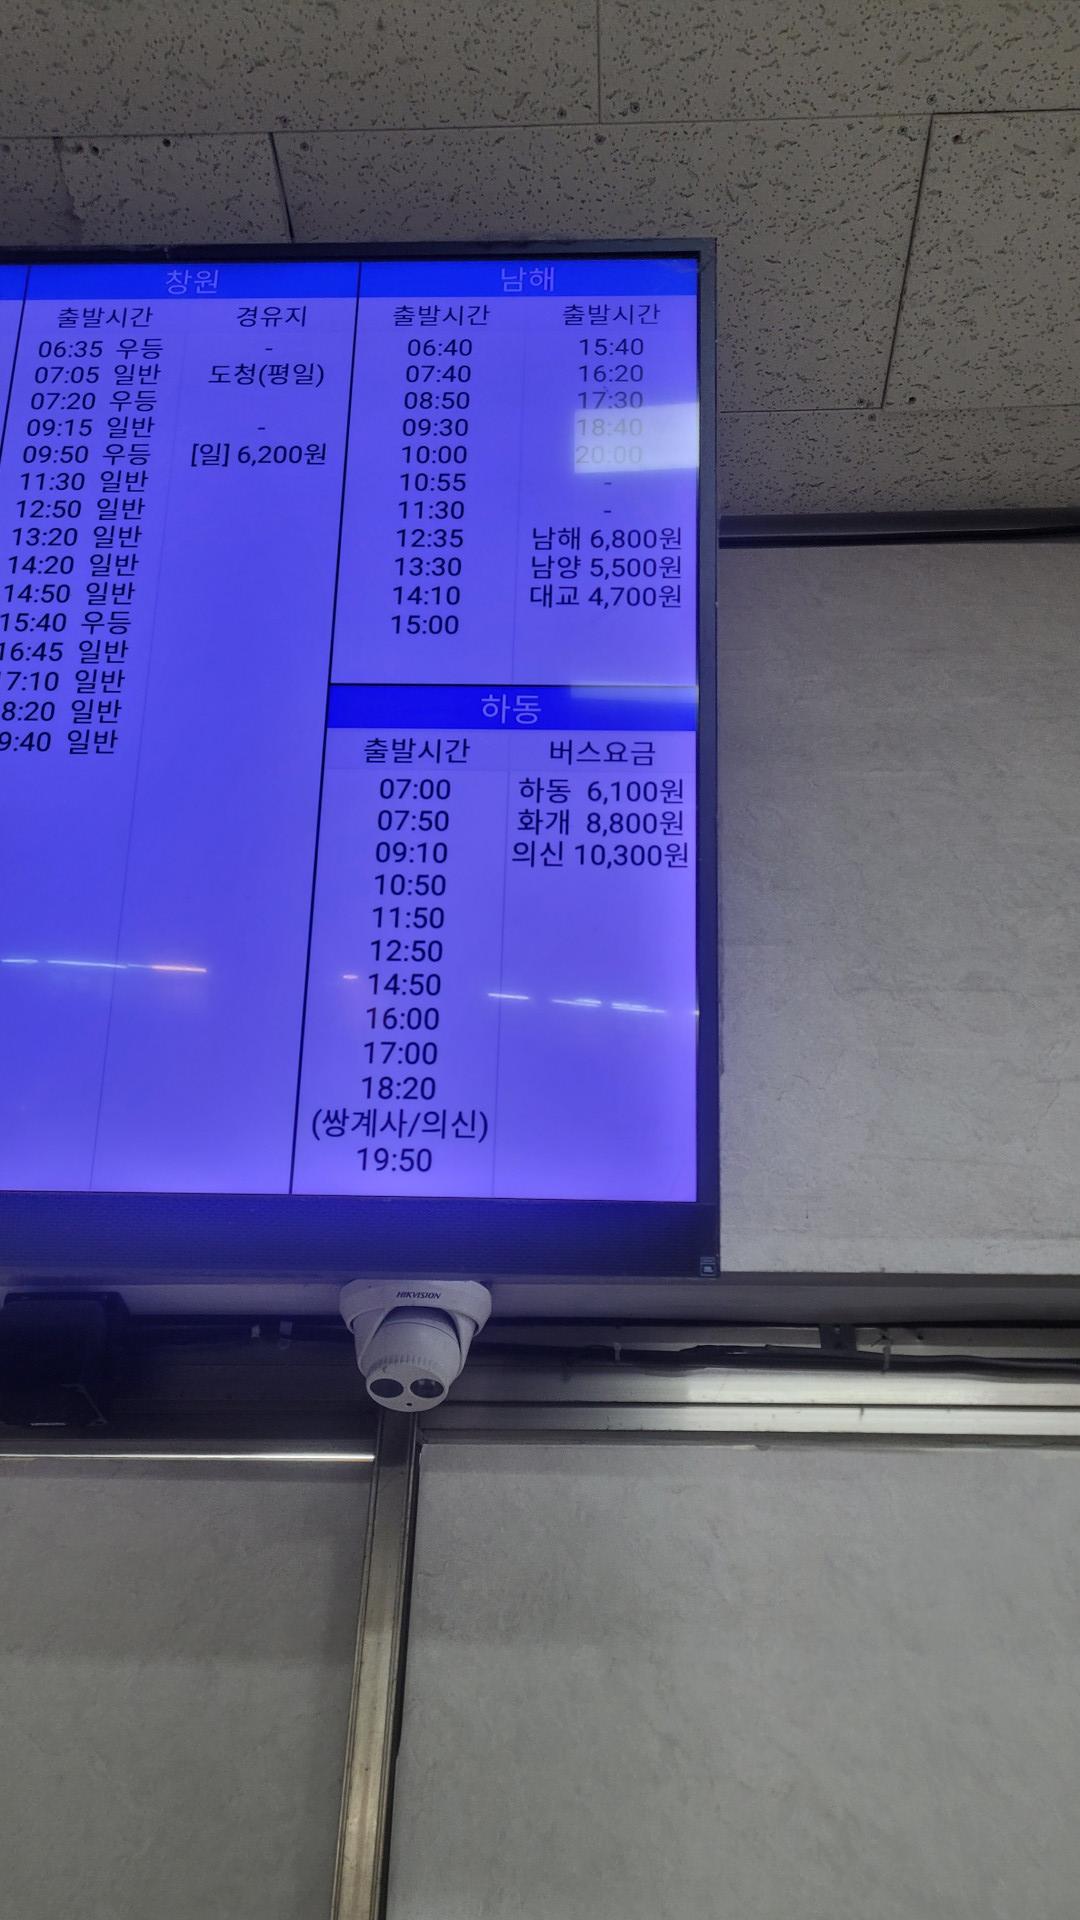 창원
출발시간 경유지
06:35 우등 -
07:05 일반 도청(평일)
07:20 우등
09:15 일반 -
09:50 우등 [일] 6,200원
11:30 일반
12:50 일반
13:20 일반
14:20 일반
14:50 일반
15:40 우등
16:45 일반
7:10 일반
8:20 일반
9:40 일반
남해
출발시간 출발시간
06:40 15:40
07:40 16:20
08:50 17:30
09:30 18:40
10:00 20:00
10:55 -
11:30 -
12:35 남해 6,800원
13:30 남양 5,500원
14:10 대교 4,700원
15:00
하동
출발시간 버스요금
07:00 하동 6,100원
07:50 화개 8,800원
09:10 의신 10,300원
10:50
11:50
12:50
14:50
16:00
17:00
18:20
(쌍계사/의신)
19:50
HIKVISION